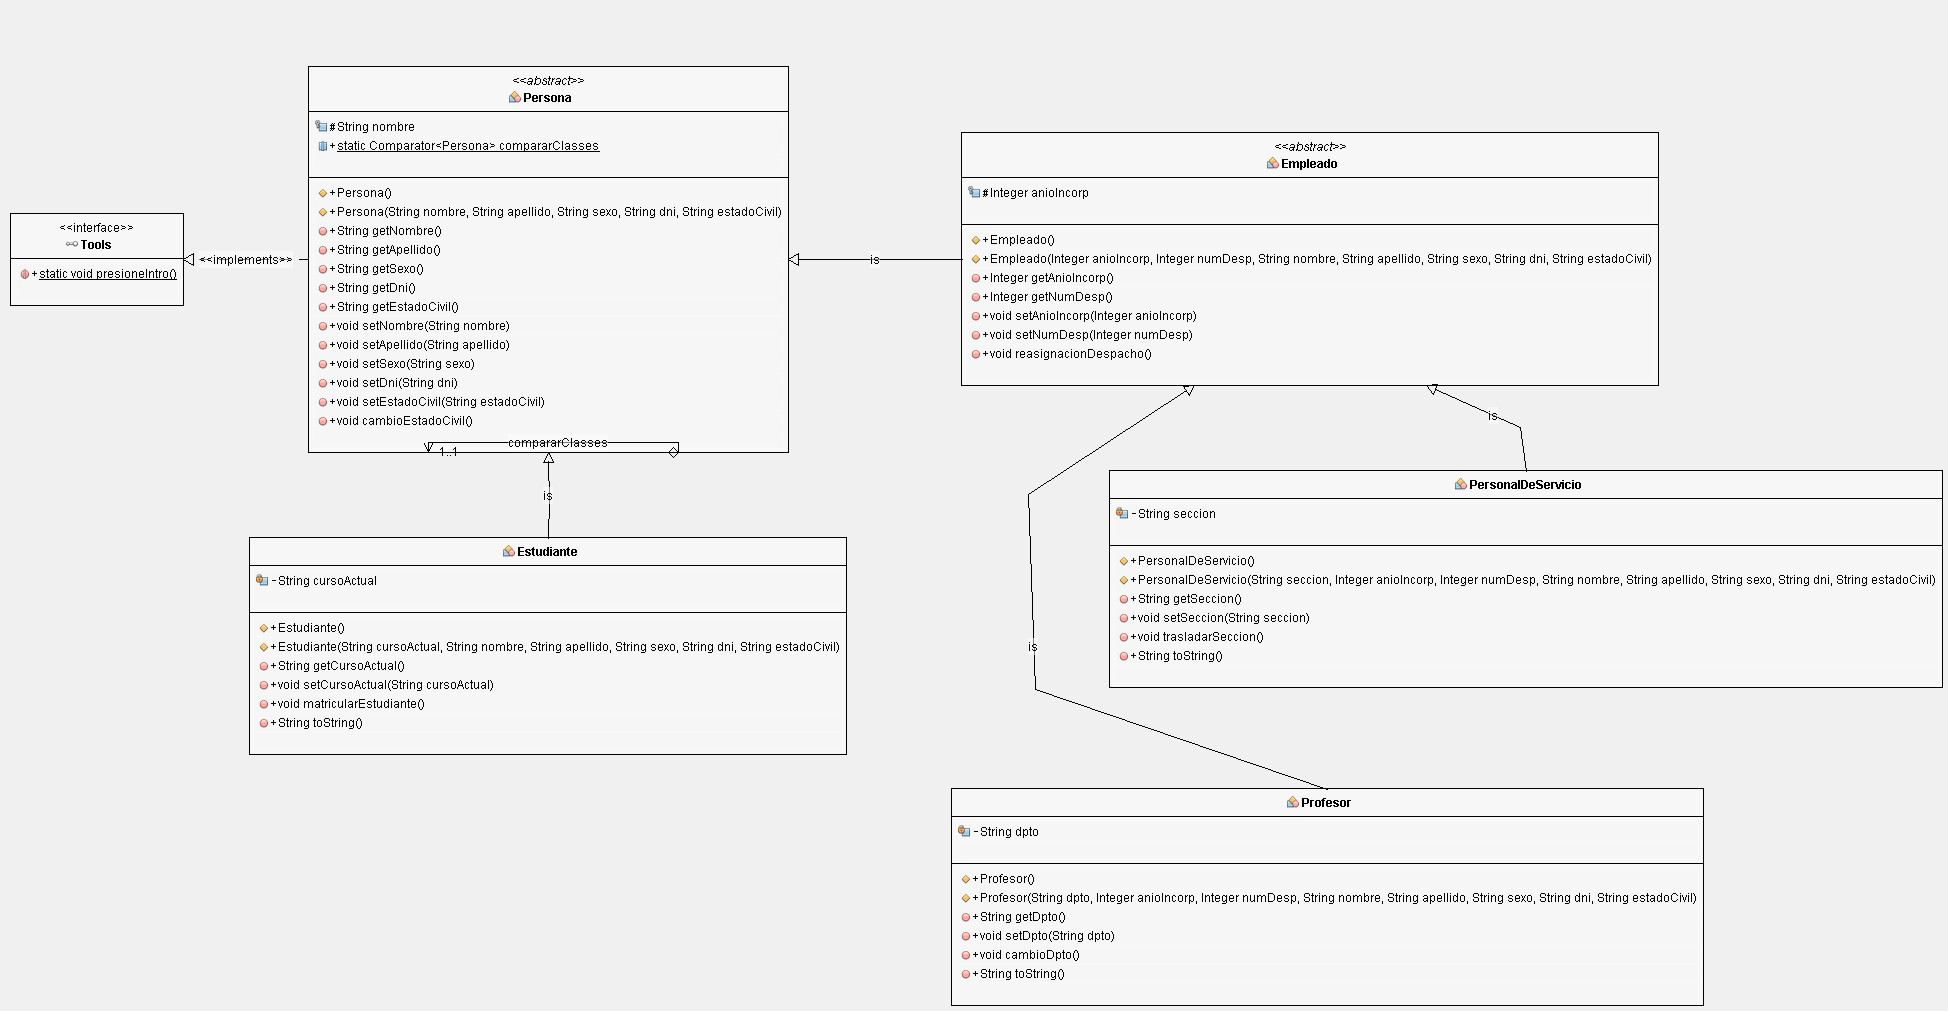 <<abstract>>
Persona
#String nombre
+static Comparator<Persona> compararClasses
+Persona()
+Persona(String nombre, String apellido, String sexo, String dni, String estadoCivil)
+String getNombre()
+String getApellido()
+String getSexo()
+String getDni()
+String getEstadoCivil()
+void setNombre(String nombre)
+void setApellido(String apellido)
+void setSexo(String sexo)
+void setDni(String dni)
+void setEstadoCivil(String estadoCivil)
+void cambioEstadoCivil()
compararClasses
1..1
<<interface>>
Tools
+static void presioneIntro()
<<implements>>
is
<<abstract>>
Empleado
#Integer anioIncorp
+Empleado()
+Empleado(Integer anioIncorp, Integer numDesp, String nombre, String apellido, String sexo, String dni, String estadoCivil)
+Integer getAnioIncorp()
+Integer getNumDesp()
+void setAnioIncorp(Integer anioIncorp)
+void setNumDesp(Integer numDesp)
+void reasignacionDespacho()
is
is
is
PersonalDeServicio
-String seccion
+PersonalDeServicio()
+PersonalDeServicio(String seccion, Integer anioIncorp, Integer numDesp, String nombre, String apellido, String sexo, String dni, String estadoCivil)
+String getSeccion()
+void setSeccion(String seccion)
+void trasladarSeccion()
+String toString()
Estudiante
-String cursoActual
+Estudiante()
+Estudiante(String cursoActual, String nombre, String apellido, String sexo, String dni, String estadoCivil)
+String getCursoActual()
+void setCursoActual(String cursoActual)
+void matricularEstudiante()
+String toString()
Profesor
-String dpto
+Profesor()
+Profesor(String dpto, Integer anioIncorp, Integer numDesp, String nombre, String apellido, String sexo, String dni, String estadoCivil)
+String getDpto()
+void setDpto(String dpto)
+void cambioDpto()
+String toString()